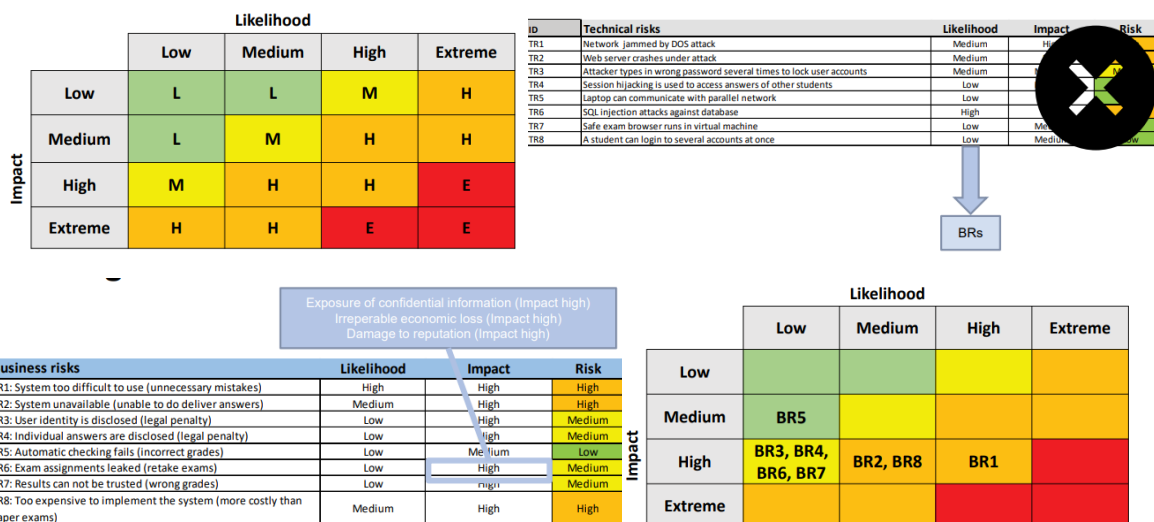 Likelihood
Low Medium High Extreme
Impact
Low L L M H
Medium L M H H
High M H H E
Extreme H H E E
ID Technical risks Likelihood Impact Risk
TR1 Network jammed by DOS attack Medium
TR2 Web server crashes under attack Medium
TR3 Attacker types in wrong password several times to lock user accounts Medium
TR4 Session hijacking is used to access answers of other students Low
TR5 Laptop can communicate with parallel network Low
TR6 SQL injection attacks against database High
TR7 Safe exam browser runs in virtual machine Low
TR8 A student can login to several accounts at once Low
BRs
Exposure of confidential information (Impact high)
Irreperable economic loss (Impact high)
Damage to reputation (Impact high)
usiness risks Likelihood Impact Risk
R1: System too difficult to use (unnecessary mistakes) High High High
R2: System unavailable (unable to do deliver answers) Medium High High
R3: User identity is disclosed (legal penalty) Low High Medium
R4: Individual answers are disclosed (legal penalty) Low High Medium
R5: Automatic checking fails (incorrect grades) Low Medium Low
R6: Exam assignments leaked (retake exams) Low High Medium
R7: Results can not be trusted (wrong grades) Low High Medium
R8: Too expensive to implement the system (more costly than
aper exams) Medium High High
Likelihood
Low Medium High Extreme
Impact
Low
Medium BR5
High BR3, BR4,
BR6, BR7 BR2, BR8 BR1
Extreme